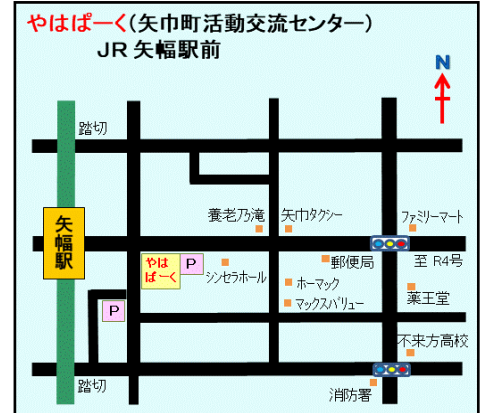 やはぱーく(矢巾町活動交流センター)
JR 矢幅駅前
N
踏切
養老乃滝
矢巾タクシー
ファミリーマート
矢幅駅
やは
ぱーく
P
シンセラホール
郵便局
至 R4号
ホーマック
マックスバリュー
薬王堂
P
不来方高校
踏切
消防署